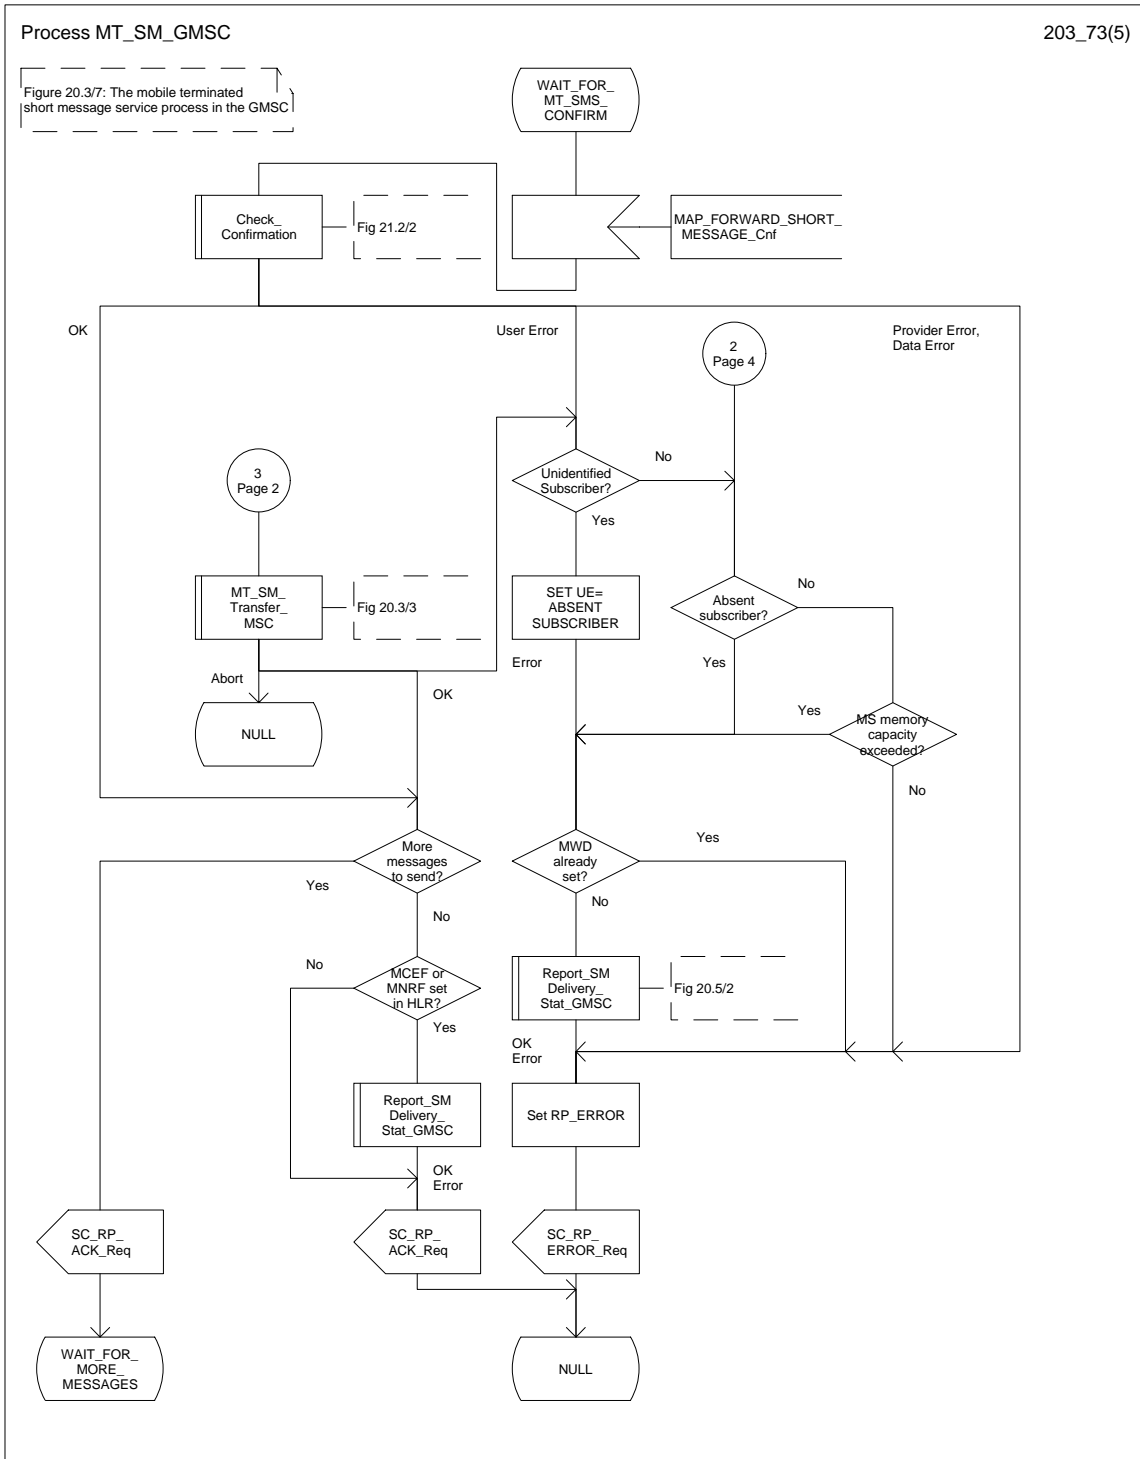 Process MT_SM_GMSC
203_73(5)
Figure 20.3/7: The mobile terminated
short message service process in the GMSC
WAIT_FOR_
MT_SMS_
CONFIRM
Check_
Confirmation
Fig 21.2/2
MAP_FORWARD_SHORT_
MESSAGE_Cnf
OK
User Error
Provider Error,
Data Error
2
Page 4
3
Page 2
Unidentified
Subscriber?
No
Yes
MT_SM_
Transfer_
MSC
Fig 20.3/3
SET UE=
ABSENT
SUBSCRIBER
Absent
subscriber?
No
Yes
Error
Abort
OK
NULL
MS memory
capacity
exceeded?
Yes
No
More
messages
to send?
Yes
No
MWD
already
set?
Yes
No
MCEF or
MNRF set
in HLR?
No
Yes
Report_SM
Delivery_
Stat_GMSC
Fig 20.5/2
OK
Error
Report_SM
Delivery_
Stat_GMSC
Set RP_ERROR
OK
Error
SC_RP_
ACK_Req
SC_RP_
ACK_Req
SC_RP_
ERROR_Req
WAIT_FOR_
MORE_
MESSAGES
NULL